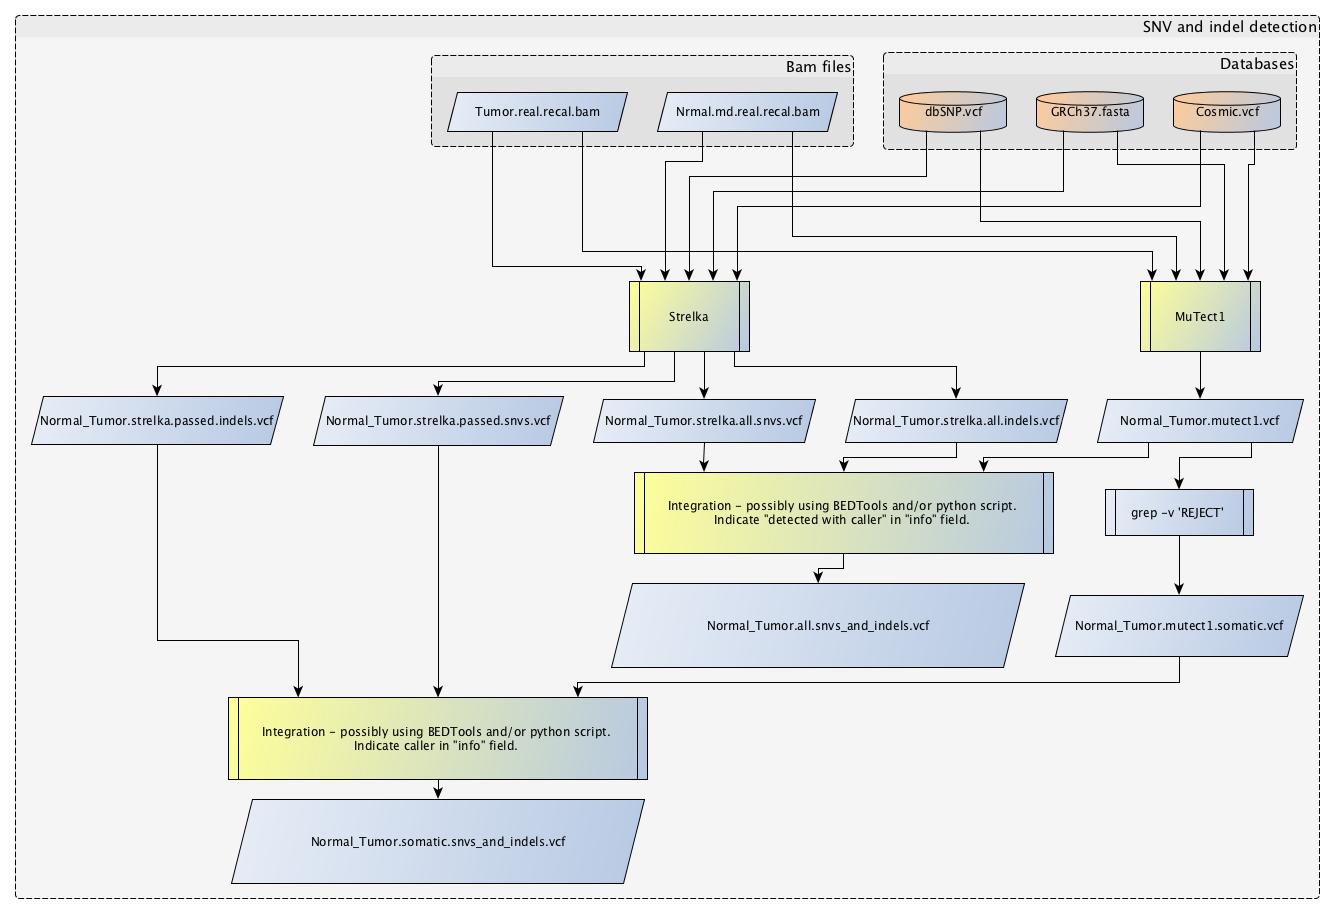 SNV and indel detection
Bam files
Databases
Tumor.real.recal.bam
Nrmal.md.real.recal.bam
dbSNP.vcf
GRCh37.fasta
Cosmic.vcf
Strelka
MuTect1
Normal_Tumor.strelka.passed.indels.vcf
Normal_Tumor.strelka.passed.snvs.vcf
Normal_Tumor.strelka.all.snvs.vcf
Normal_Tumor.strelka.all.indels.vcf
Normal_Tumor.mutect1.vcf
Integration - possibly using BEDTools and/or python script.
Indicate "detected with caller" in "info" field.
grep -v 'REJECT'
Normal_Tumor.all.snvs_and_indels.vcf
Normal_Tumor.mutect1.somatic.vcf
Integration - possibly using BEDTools and/or python script.
Indicate caller in "info" field.
Normal_Tumor.somatic.snvs_and_indels.vcf